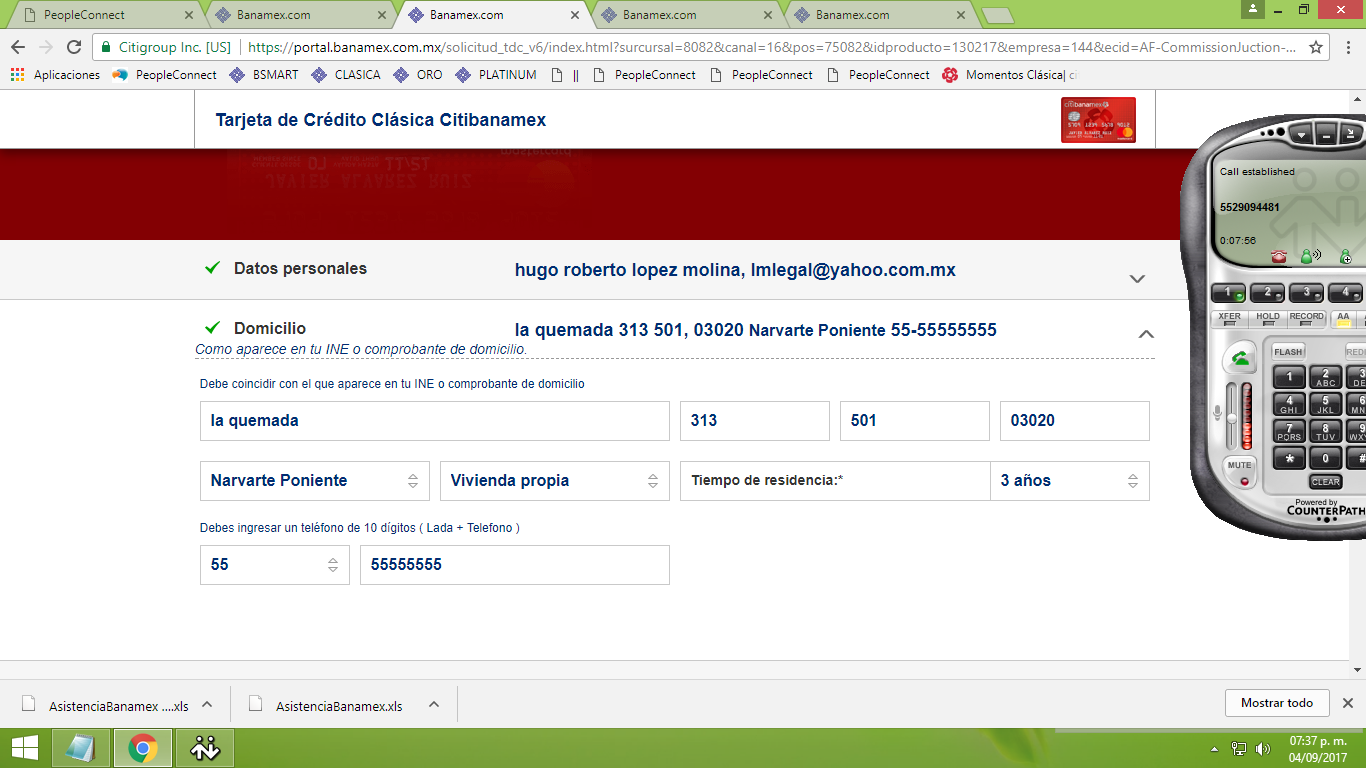 PeopleConnect
Banamex.com
Banamex.com
Banamex.com
Banamex.com
Citigroup Inc. [US]
https://portal.banamex.com.mx/solicitud_tdc_v6/index.html?sursursal=8082&canal=16&pos=75082&idproducto=130217&empresa=144&ecid=AF-CommissionJuction-...
Aplicaciones
PeopleConnect
BSMART
CLASICA
ORO
PLATINUM
||
PeopleConnect
PeopleConnect
PeopleConnect
Momentos Clásica| ci
Tarjeta de Crédito Clásica Citibanamex
citibanamex
JAVIER ALVAREZ RUIZ
Datos personales
hugo roberto lopez molina, lmlegal@yahoo.com.mx
Domicilio
la quemada 313 501, 03020 Narvarte Poniente 55-55555555
Como aparece en tu INE o comprobante de domicilio.
Debe coincidir con el que aparece en tu INE o comprobante de domicilio
la quemada
313
501
03020
Narvarte Poniente
Vivienda propia
Tiempo de residencia:*
3 años
Debes ingresar un teléfono de 10 dígitos ( Lada + Telefono )
55
55555555
Call established
5529094481
0:07:56
1
2
3
4
XFER
HOLD
RECORD
AA
FLASH
RED
1
2 ABC
3 DE
4 GHI
5 JKL
6 MN
7 PQRS
8 TUV
9 WXY
*
0
#
MUTE
CLEAR
Powered by
COUNTERPATH
AsistenciaBanamex ....xls
AsistenciaBanamex.xls
Mostrar todo
07:37 p. m.
04/09/2017